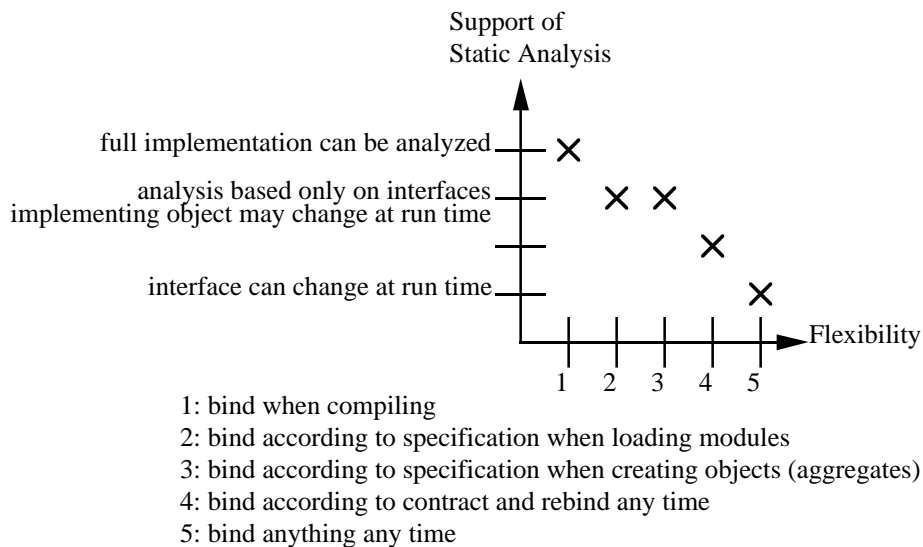 Support of
Static Analysis
full implementation can be analyzed
analysis based only on interfaces
implementing object may change at run time
interface can change at run time
Flexibility
1 2 3 4 5
1: bind when compiling
2: bind according to specification when loading modules
3: bind according to specification when creating objects (aggregates)
4: bind according to contract and rebind any time
5: bind anything any time